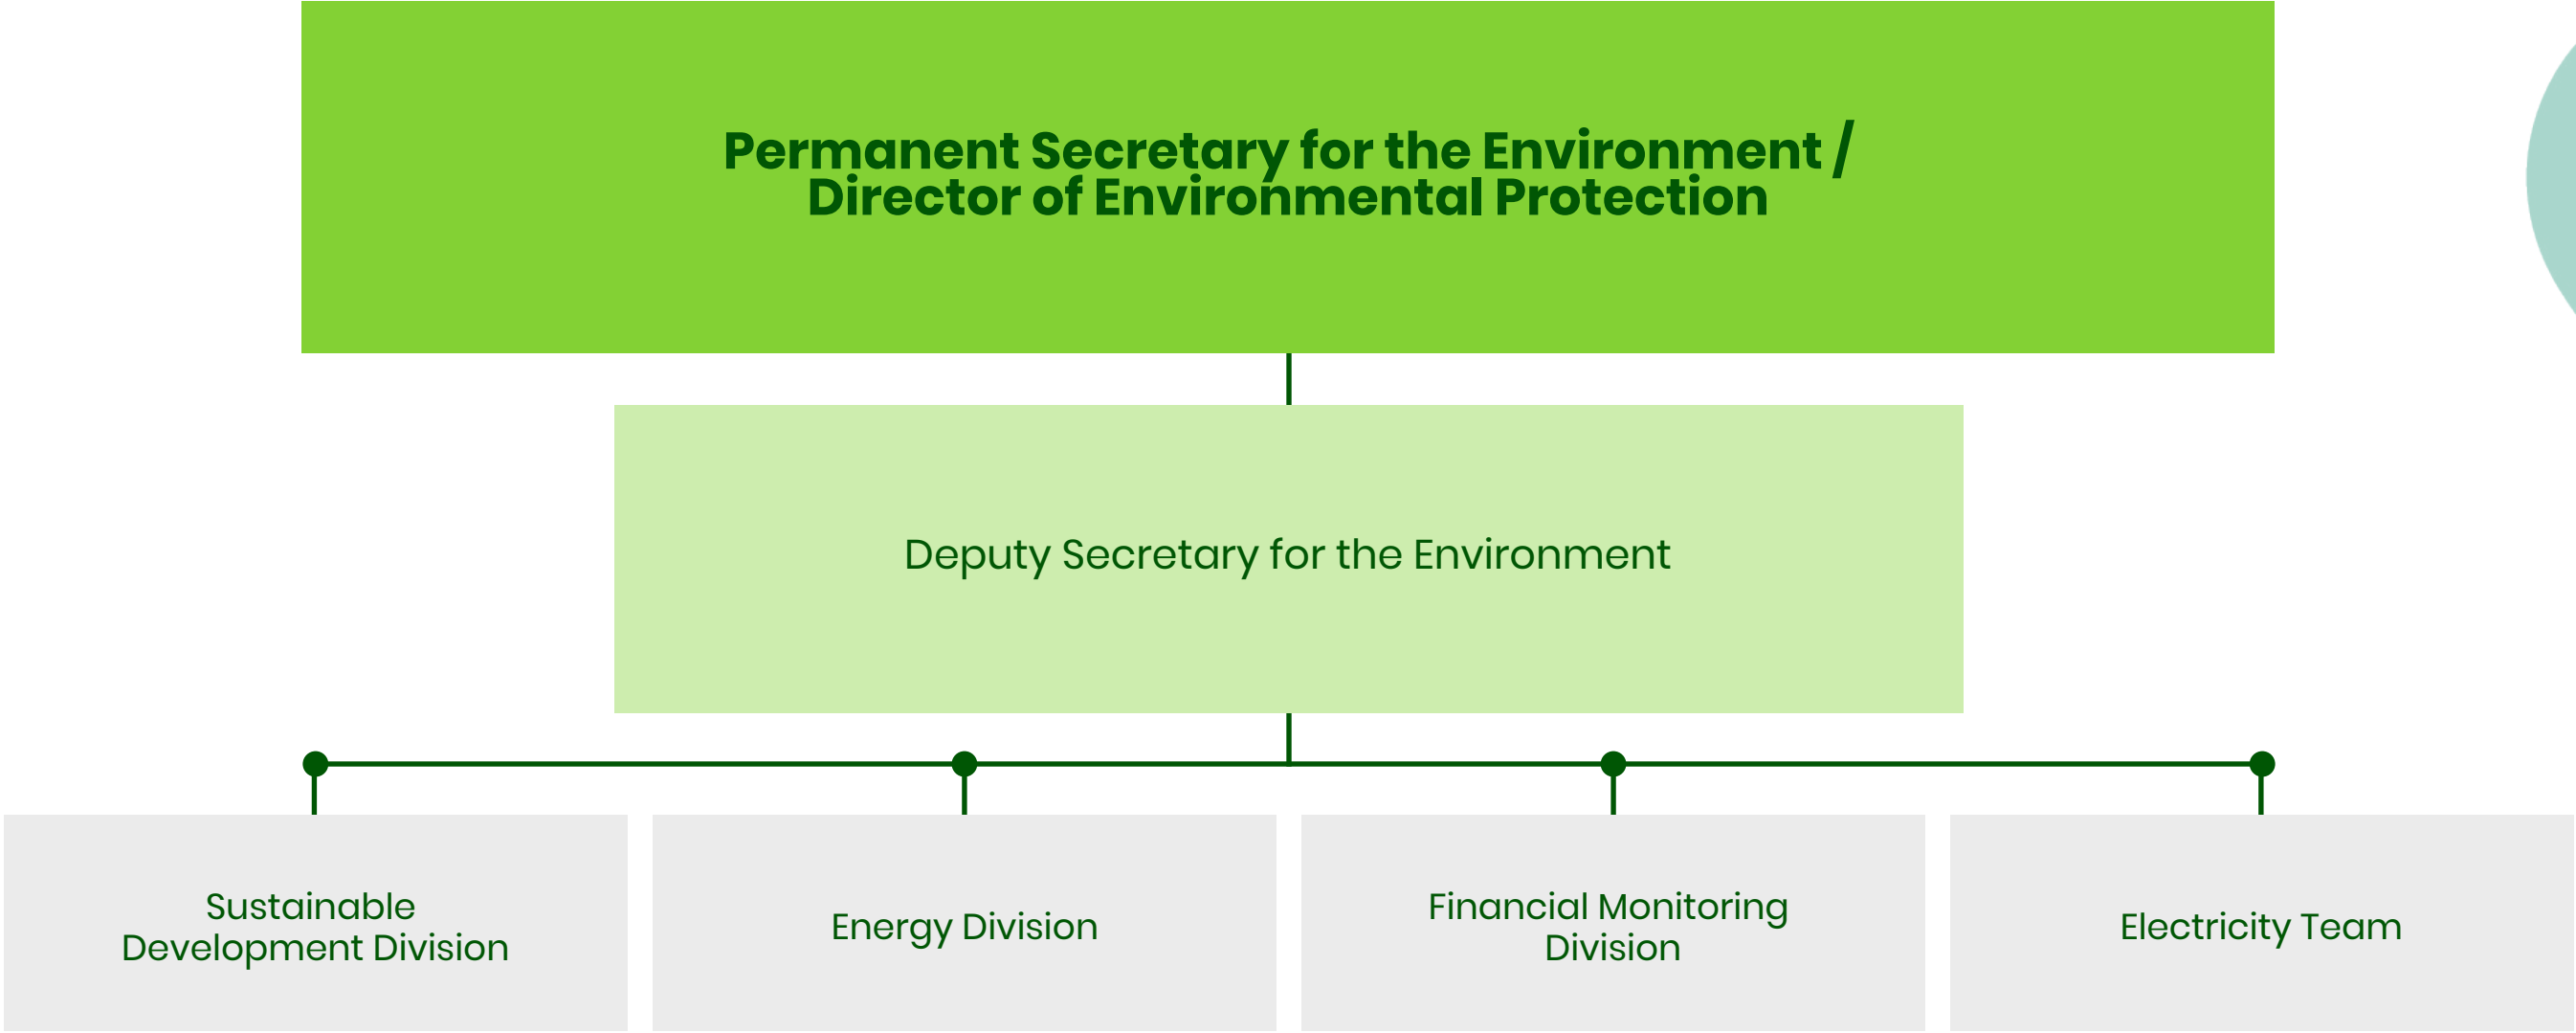 Permanent Secretary for the Environment /
Director of Environmental Protection
Deputy Secretary for the Environment
Sustainable
Development Division
Energy Division
Financial Monitoring
Division
Electricity Team